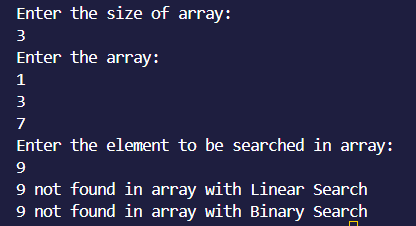 Enter the size of array:
3
Enter the array:
1
3
7
Enter the element to be searched in array:
9
9 not found in array with Linear Search
9 not found in array with Binary Search